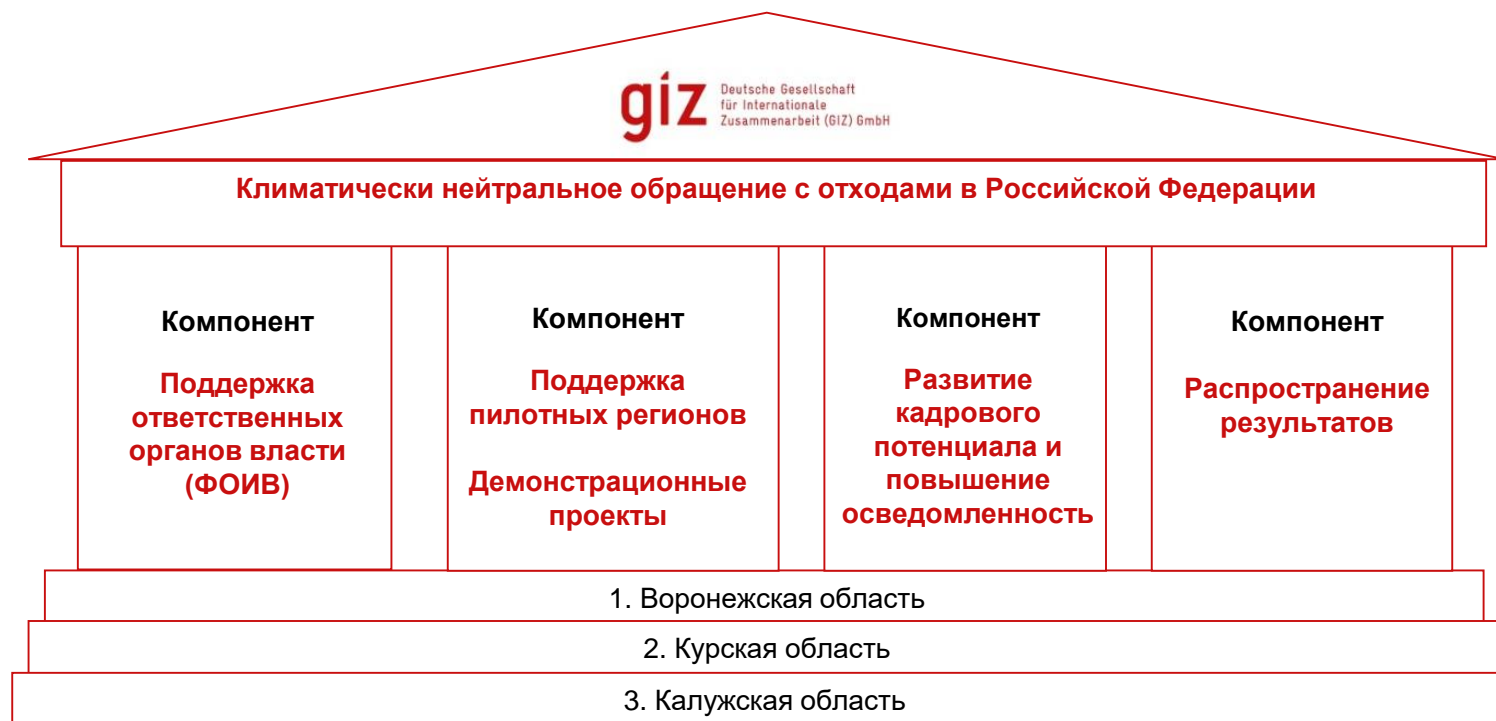 giz
Deutsche Gesellschaft
für Internationale
Zusammenarbeit (GIZ) GmbH
Климатически нейтральное обращение с отходами в Российской Федерации
Компонент
Поддержка
ответственных
органов власти
(ФОИВ)
Компонент
Поддержка
пилотных регионов
Демонстрационные
проекты
Компонент
Развитие
кадрового
потенциала и
повышение
осведомленность
Компонент
Распространение
результатов
1. Воронежская область
2. Курская область
3. Калужская область